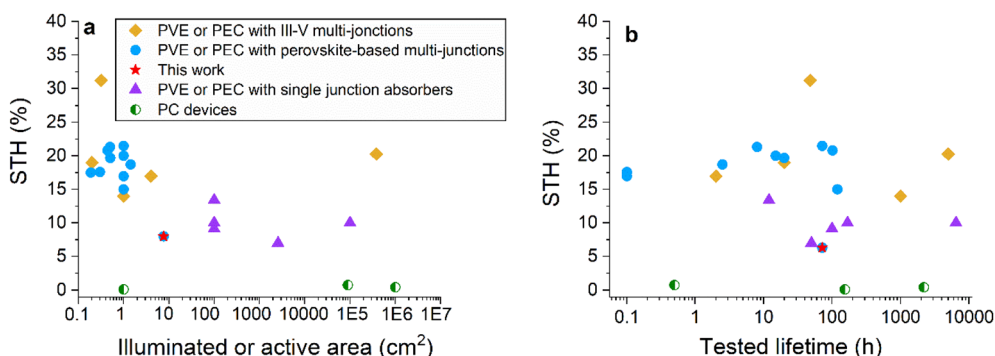 a
PVE or PEC with III-V multi-jonctions
PVE or PEC with perovskite-based multi-junctions
This work
PVE or PEC with single junction absorbers
PC devices
STH (%)
40
35
30
25
20
15
10
5
0
0.1 1 10 100 1000 1E5 1E6 1E7
Illuminated or active area (cm²)
b
STH (%)
40
35
30
25
20
15
10
5
0
0.1 1 10 100 1000 10000
Tested lifetime (h)